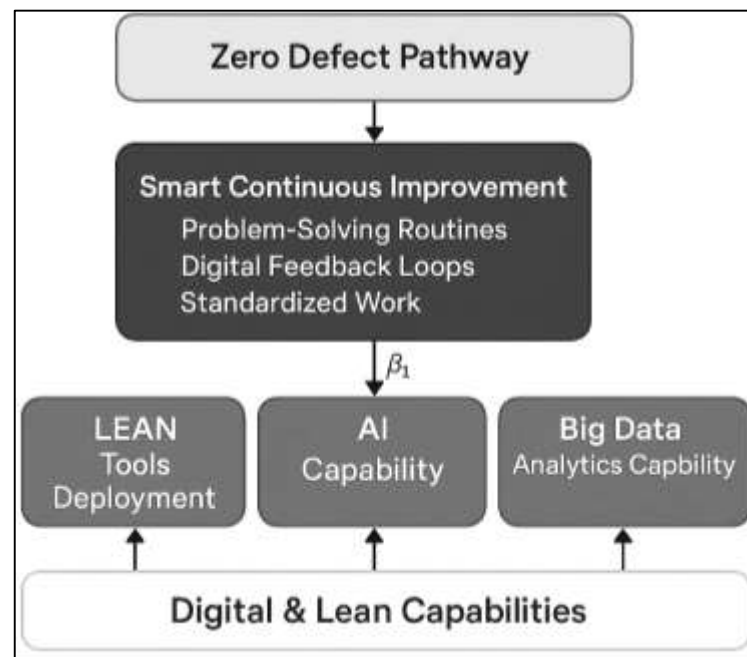 Zero Defect Pathway
Smart Continuous Improvement
Problem-Solving Routines
Digital Feedback Loops
Standardized Work
β₁
LEAN
Tools
Deployment
AI
Capability
Big Data
Analytics Capbility
Digital & Lean Capabilities